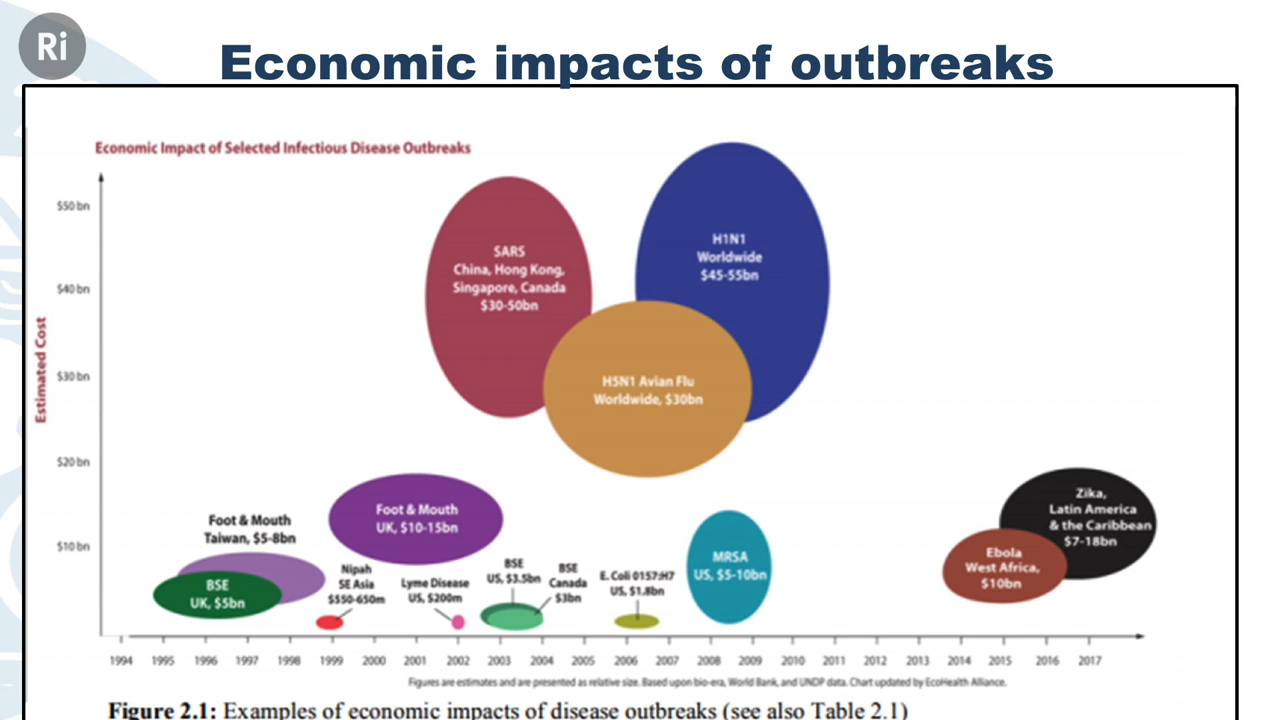 Ri
Economic impacts of outbreaks
Economic Impact of Selected Infectious Disease Outbreaks
Estimated Cost
$50 bn
$40 bn
$30 bn
$20 bn
$10 bn
SARS
China, Hong Kong,
Singapore, Canada
$30-50bn
H1N1
Worldwide
$45-55bn
H5N1 Avian Flu
Worldwide, $30bn
Foot & Mouth
Taiwan, $5-8bn
BSE
UK, $5bn
Foot & Mouth
UK, $10-15bn
Nipah
SE Asia
$550-650m
Lyme Disease
US, $200m
BSE
US, $3.5bn
BSE
Canada
$3bn
E. Coli 0157:H7
US, $1.8bn
MRSA
US, $5-10bn
Ebola
West Africa,
$10bn
Zika,
Latin America
& the Caribbean
$7-18bn
1994 1995 1996 1997 1998 1999 2000 2001 2002 2003 2004 2005 2006 2007 2008 2009 2010 2011 2012 2013 2014 2015 2016 2017
Figures are estimates and are presented as relative size. Based upon bio-era, World Bank, and UNDP data. Chart updated by EcoHealth Alliance.
Figure 2.1: Examples of economic impacts of disease outbreaks (see also Table 2.1)